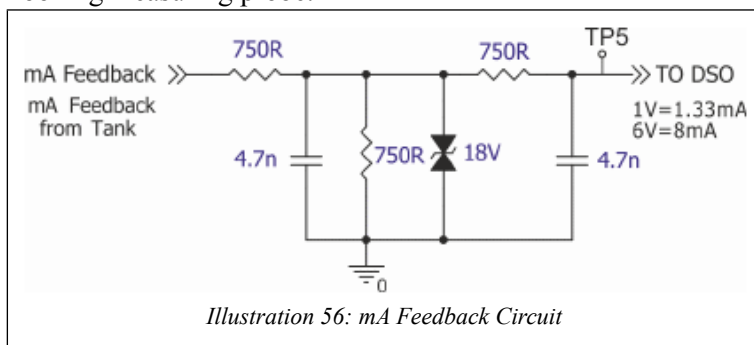 750R
750R
TP5
mA Feedback
TO DSO
mA Feedback
from Tank
1V=1.33mA
6V=8mA
4.7n
750R
18V
4.7n
0
Illustration 56: mA Feedback Circuit